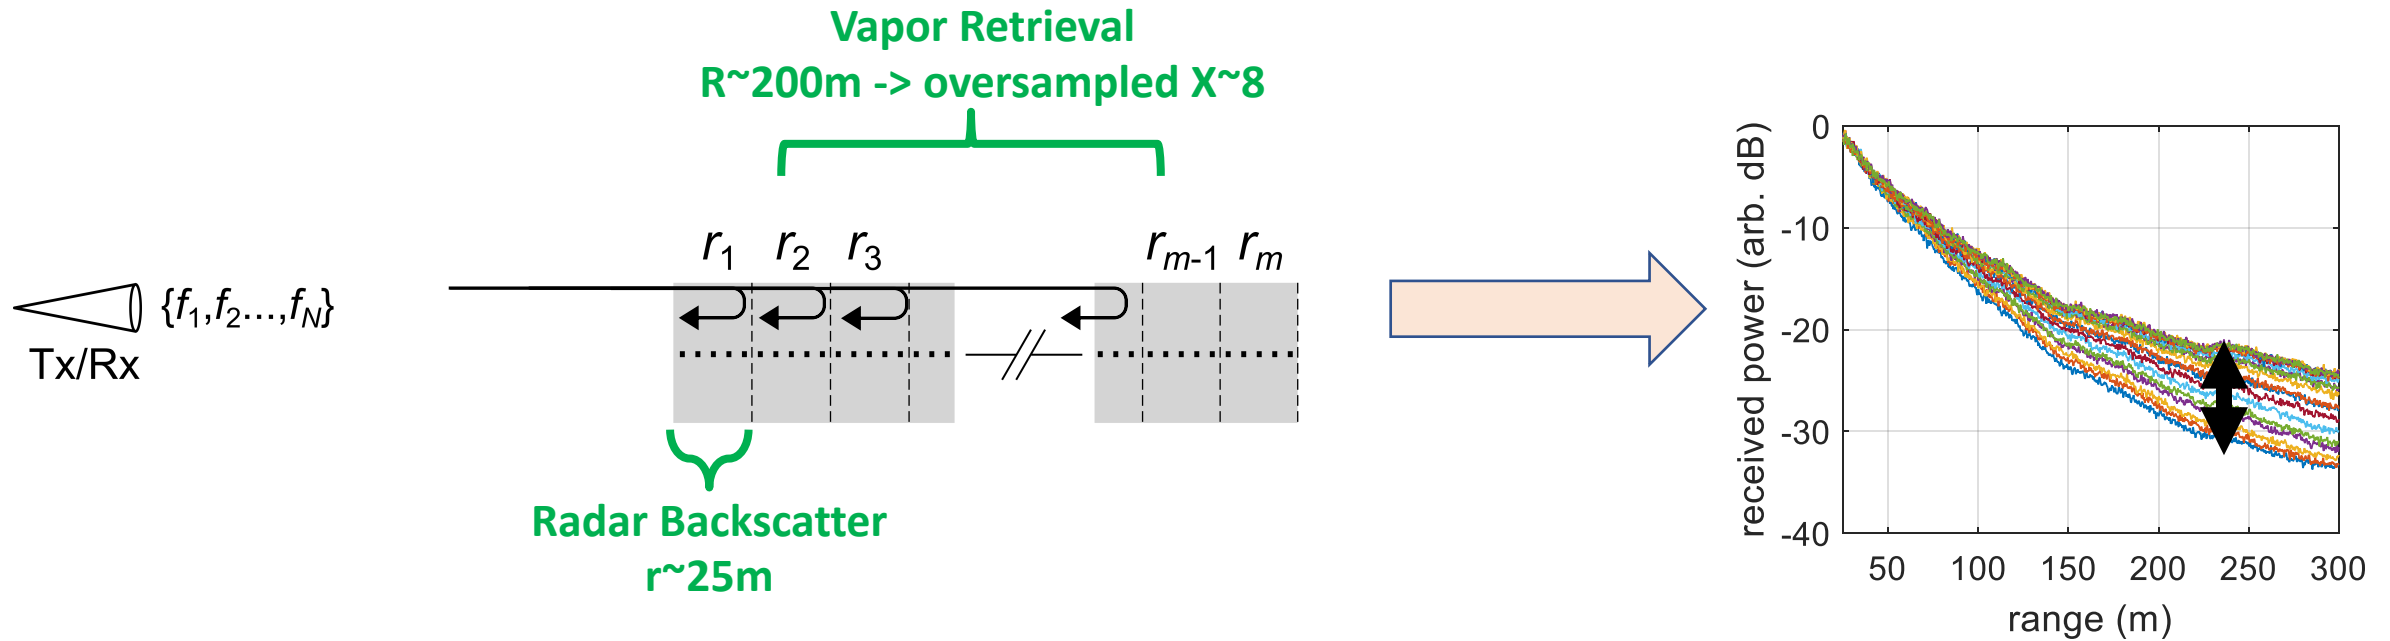 Vapor Retrieval
R~200m -> oversampled X~8
r1 r2 r3 rm-1 rm
{f1,f2...,fN}
Tx/Rx
Radar Backscatter
r~25m
received power (arb. dB)
0
-10
-20
-30
-40
50 100 150 200 250 300
range (m)